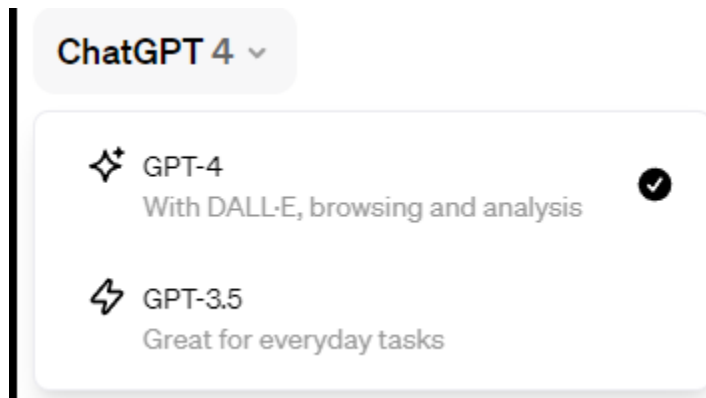 ChatGPT 4
GPT-4
With DALL·E, browsing and analysis
GPT-3.5
Great for everyday tasks